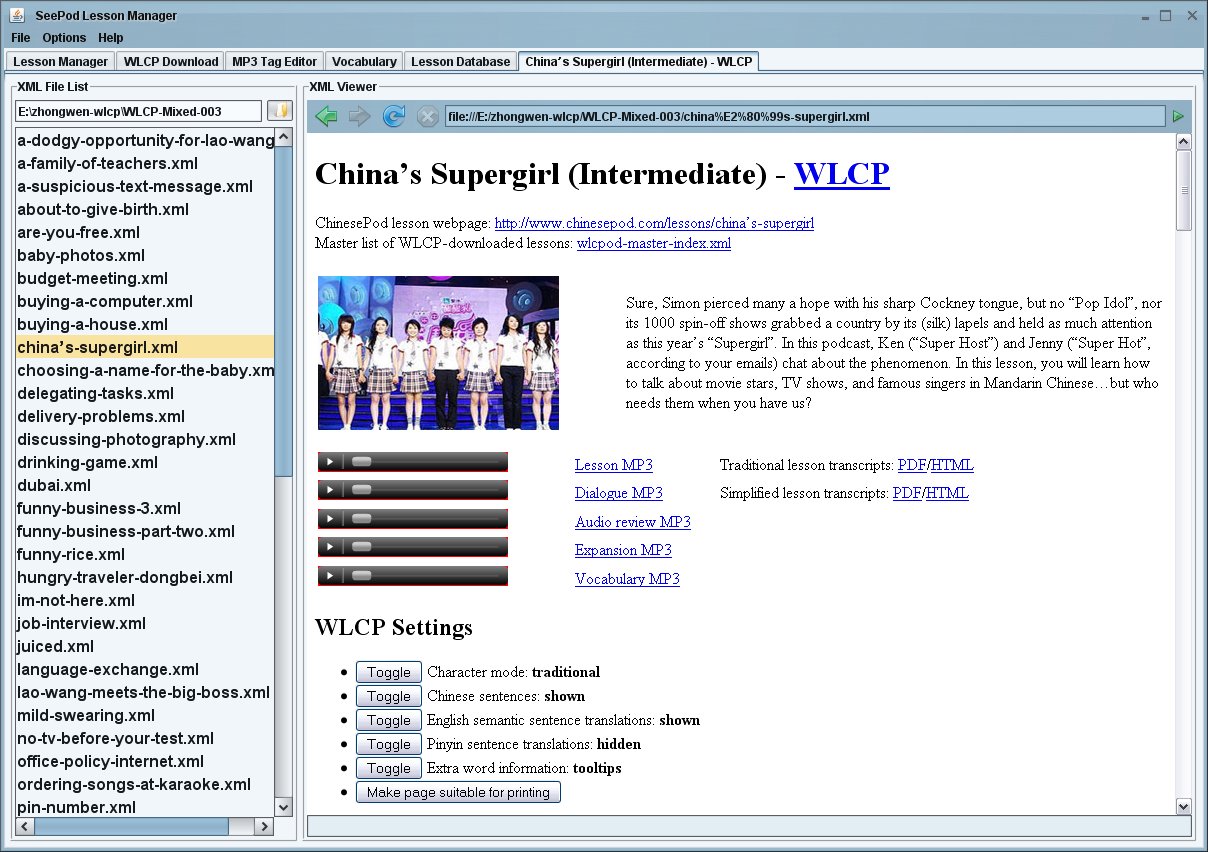 SeePod Lesson Manager
File Options Help
Lesson Manager WLCP Download MP3 Tag Editor Vocabulary Lesson Database China’s Supergirl (Intermediate) - WLCP
XML File List
E:\zhongwen-wlcp\WLCP-Mixed-003
a-dodgy-opportunity-for-lao-wang
a-family-of-teachers.xml
a-suspicious-text-message.xml
about-to-give-birth.xml
are-you-free.xml
baby-photos.xml
budget-meeting.xml
buying-a-computer.xml
buying-a-house.xml
china’s-supergirl.xml
choosing-a-name-for-the-baby.xm
delegating-tasks.xml
delivery-problems.xml
discussing-photography.xml
drinking-game.xml
dubai.xml
funny-business-3.xml
funny-business-part-two.xml
funny-rice.xml
hungry-traveler-dongbei.xml
im-not-here.xml
job-interview.xml
juiced.xml
language-exchange.xml
lao-wang-meets-the-big-boss.xml
mild-swearing.xml
no-tv-before-your-test.xml
office-policy-internet.xml
ordering-songs-at-karaoke.xml
pin-number.xml
XML Viewer
file:///E:/zhongwen-wlcp/WLCP-Mixed-003/china%E2%80%99s-supergirl.xml
China’s Supergirl (Intermediate) - WLCP
ChinesePod lesson webpage: http://www.chinesepod.com/lessons/china’s-supergirl
Master list of WLCP-downloaded lessons: wlcpod-master-index.xml
Sure, Simon pierced many a hope with his sharp Cockney tongue, but no “Pop Idol”, nor
its 1000 spin-off shows grabbed a country by its (silk) lapels and held as much attention
as this year’s “Supergirl”. In this podcast, Ken (“Super Host”) and Jenny (“Super Hot”,
according to your emails) chat about the phenomenon. In this lesson, you will learn how
to talk about movie stars, TV shows, and famous singers in Mandarin Chinese…but who
needs them when you have us?
Lesson MP3 Traditional lesson transcripts: PDF/HTML
Dialogue MP3 Simplified lesson transcripts: PDF/HTML
Audio review MP3
Expansion MP3
Vocabulary MP3
WLCP Settings
Toggle Character mode: traditional
Toggle Chinese sentences: shown
Toggle English semantic sentence translations: shown
Toggle Pinyin sentence translations: hidden
Toggle Extra word information: tooltips
Make page suitable for printing